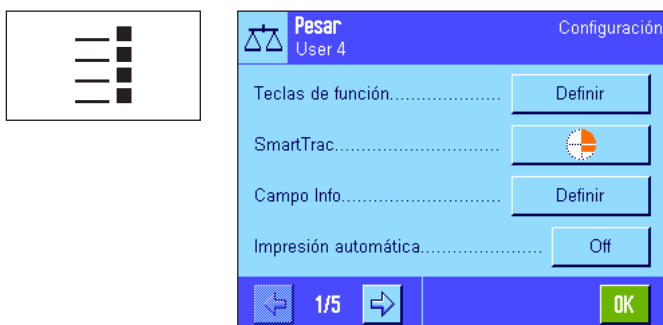 Pesar
Configuración
User 4
Teclas de función.................... Definir
SmartTrac..............................
Campo Info............................. Definir
Impresión automática...................... Off
1/5
OK